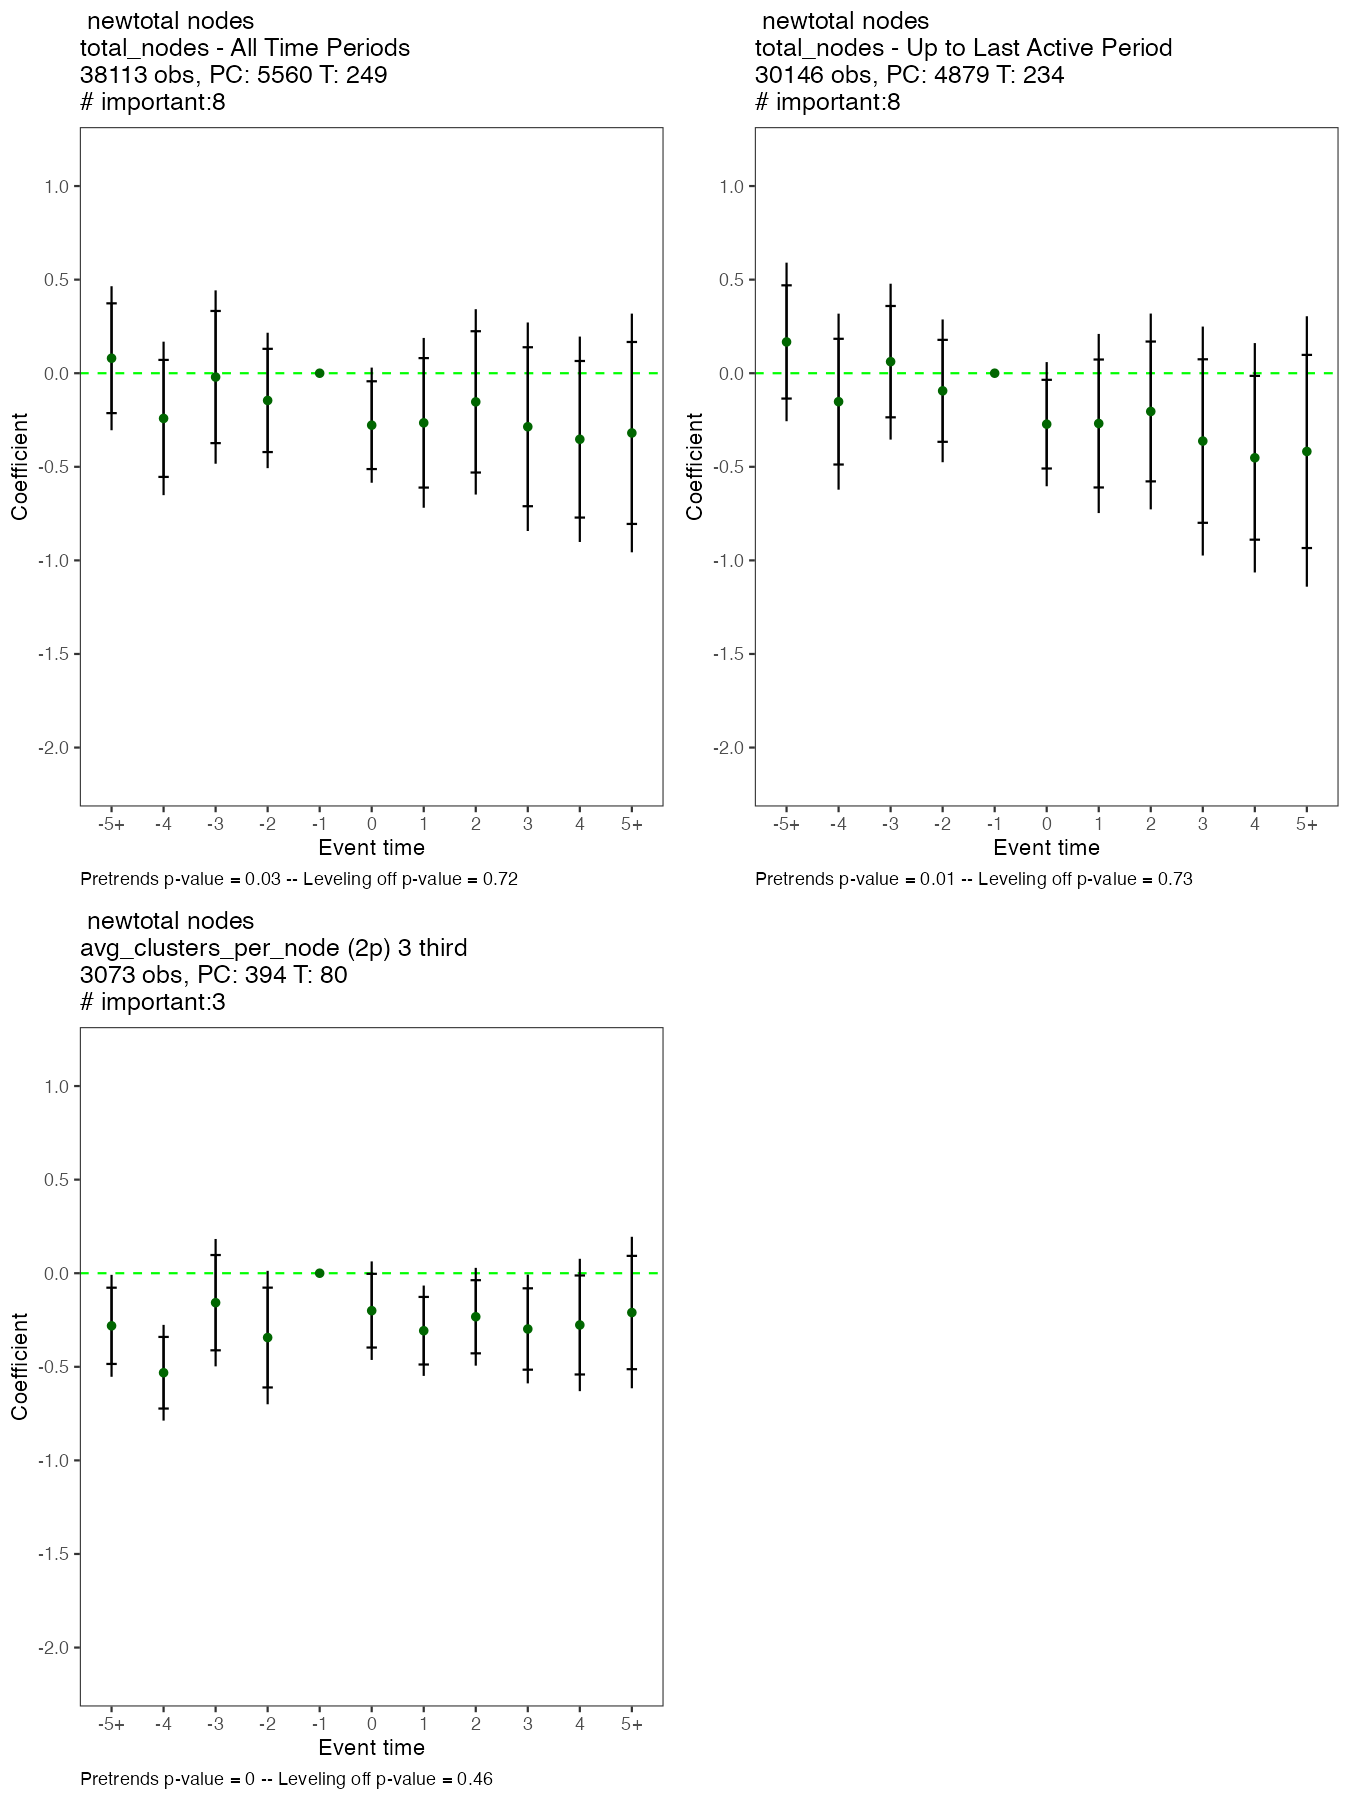 newtotal nodes
total_nodes - All Time Periods
38113 obs, PC: 5560 T: 249
# important:8
Coefficient
1.0
0.5
0.0
-0.5
-1.0
-1.5
-2.0
-5+ -4 -3 -2 -1 0 1 2 3 4 5+
Event time
Pretrends p-value = 0.03 -- Leveling off p-value = 0.72
newtotal nodes
total_nodes - Up to Last Active Period
30146 obs, PC: 4879 T: 234
# important:8
Coefficient
1.0
0.5
0.0
-0.5
-1.0
-1.5
-2.0
-5+ -4 -3 -2 -1 0 1 2 3 4 5+
Event time
Pretrends p-value = 0.01 -- Leveling off p-value = 0.73
newtotal nodes
avg_clusters_per_node (2p) 3 third
3073 obs, PC: 394 T: 80
# important:3
Coefficient
1.0
0.5
0.0
-0.5
-1.0
-1.5
-2.0
-5+ -4 -3 -2 -1 0 1 2 3 4 5+
Event time
Pretrends p-value = 0 -- Leveling off p-value = 0.46